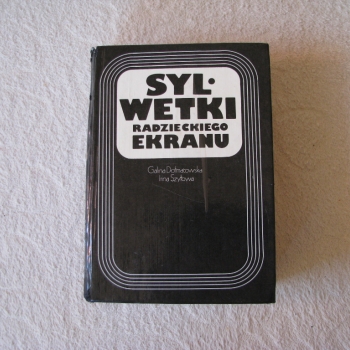 SYL·
WETKI
RADZIECKIEGO
EKRANU
Galina Dołmatowska
Irina Szyłowa